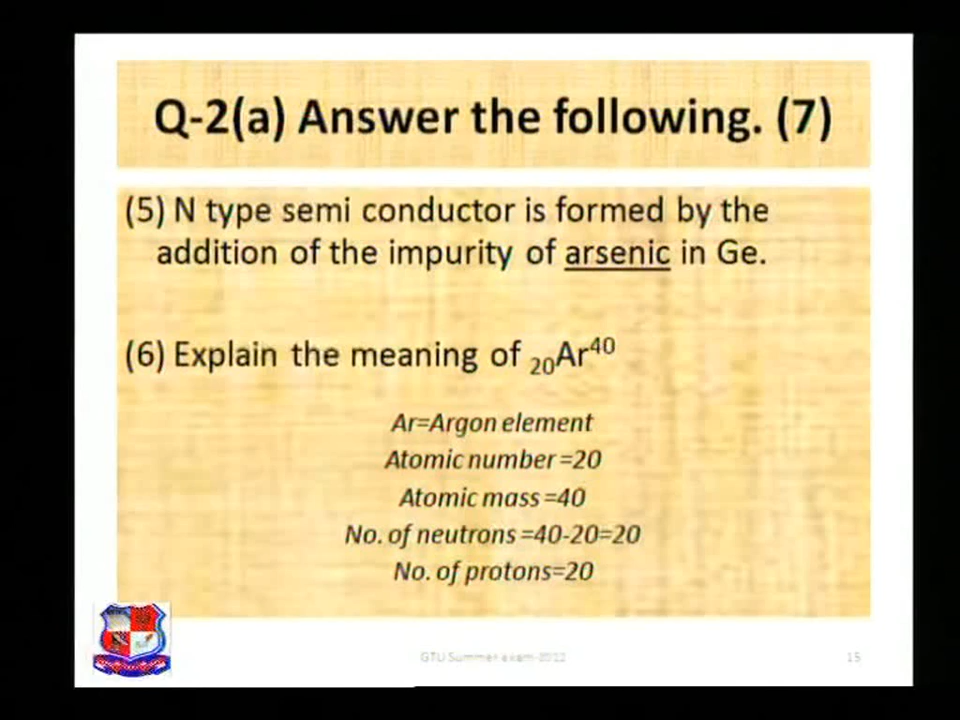 Q-2(a) Answer the following. (7)
(5) N type semi conductor is formed by the
addition of the impurity of arsenic in Ge.
(6) Explain the meaning of ₂₀Ar⁴⁰
Ar=Argon element
Atomic number=20
Atomic mass=40
No. of neutrons=40-20=20
No. of protons=20
GTU Summer exam-2012
15